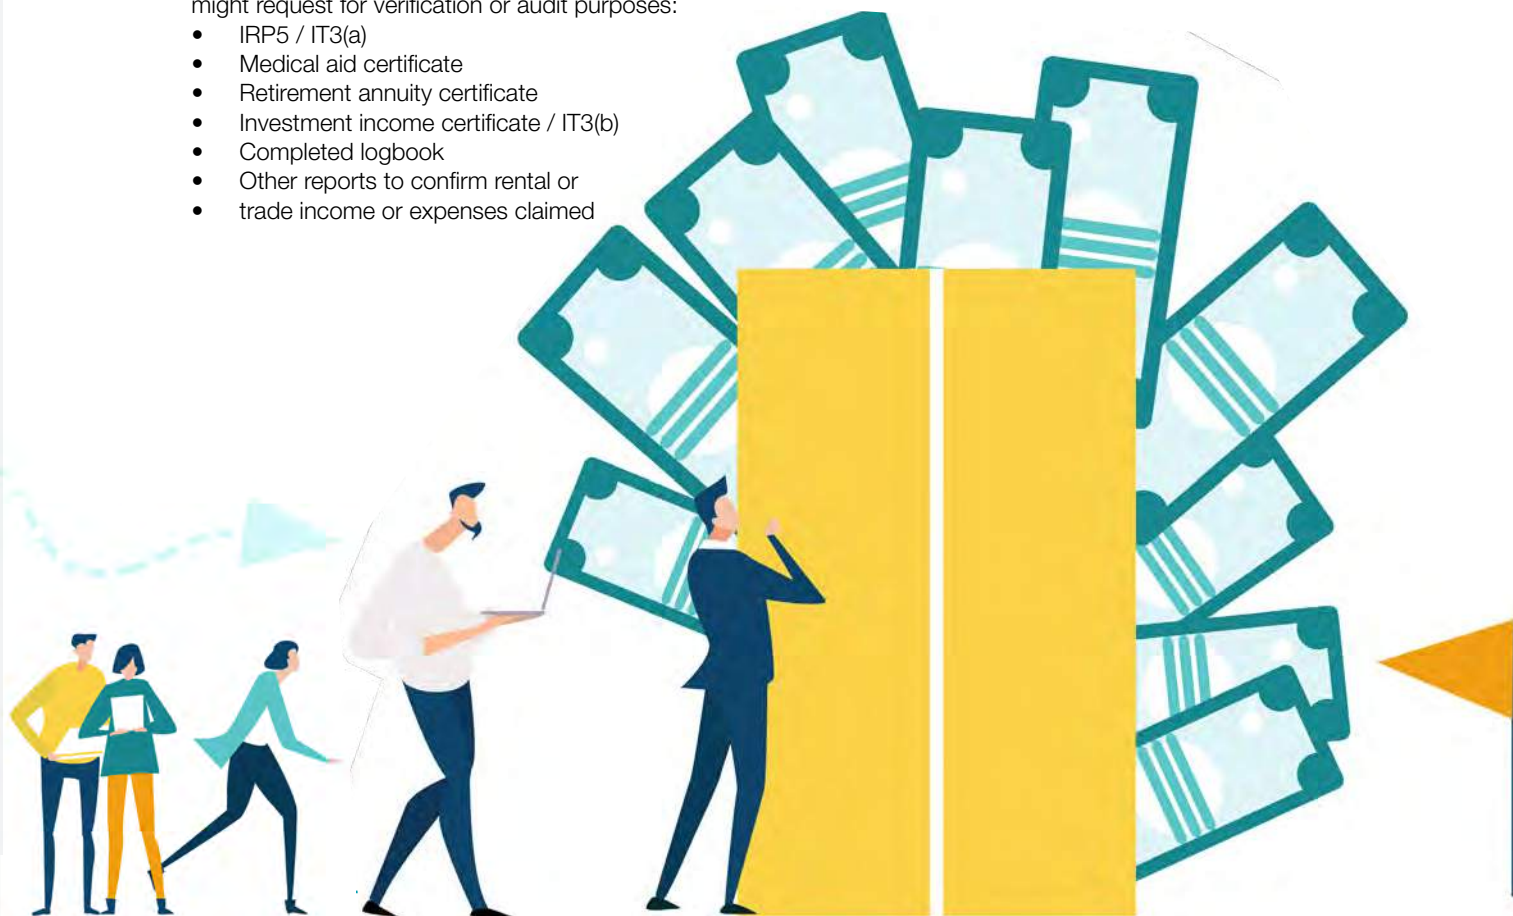 might request for verification or audit purposes:
• IRP5 / IT3(a)
• Medical aid certificate
• Retirement annuity certificate
• Investment income certificate / IT3(b)
• Completed logbook
• Other reports to confirm rental or
• trade income or expenses claimed